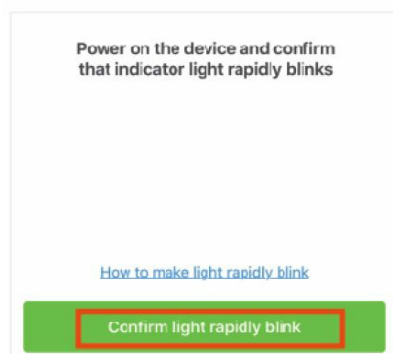 Power on the device and confirm
that indicator light rapidly blinks
How to make light rapidly blink
Confirm light rapidly blink